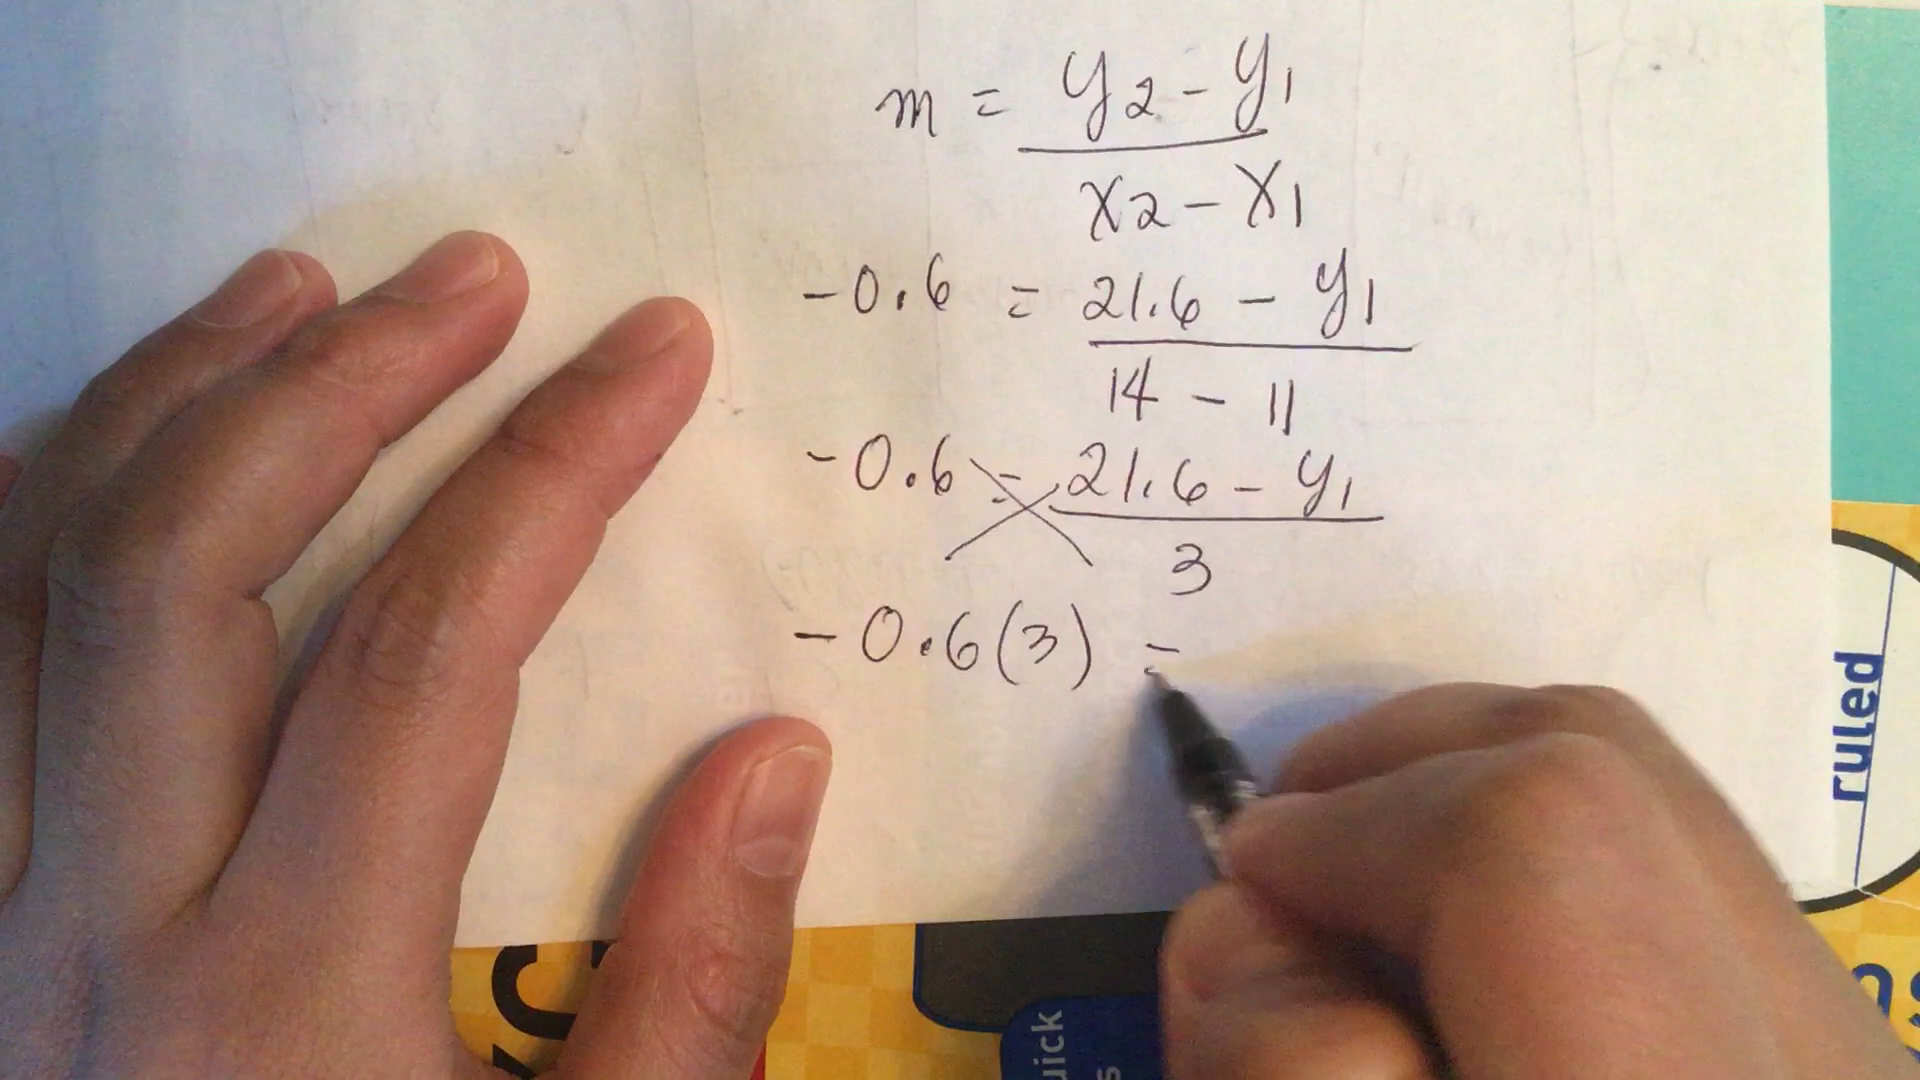 m = y2 - y1
x2 - x1
-0.6 = 21.6 - y1
14 - 11
-0.6 = 21.6 - y1
3
-0.6(3) =
ruled
uick
s